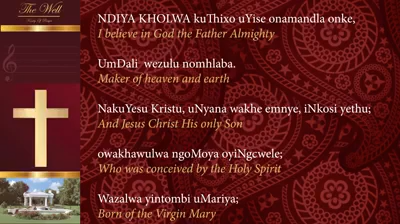 The Well
NDIYA KHOLWA kuThixo uYise onamandla onke,
I believe in God the Father Almighty
UmDali wezulu nomhlaba.
Maker of heaven and earth
NakuYesu Kristu, uNyana wakhe emnye, iNkosi yethu;
And Jesus Christ His only Son
owakhawulwa ngoMoya oyiNgcwele;
Who was conceived by the Holy Spirit
Wazalwa yintombi uMariya;
Born of the Virgin Mary